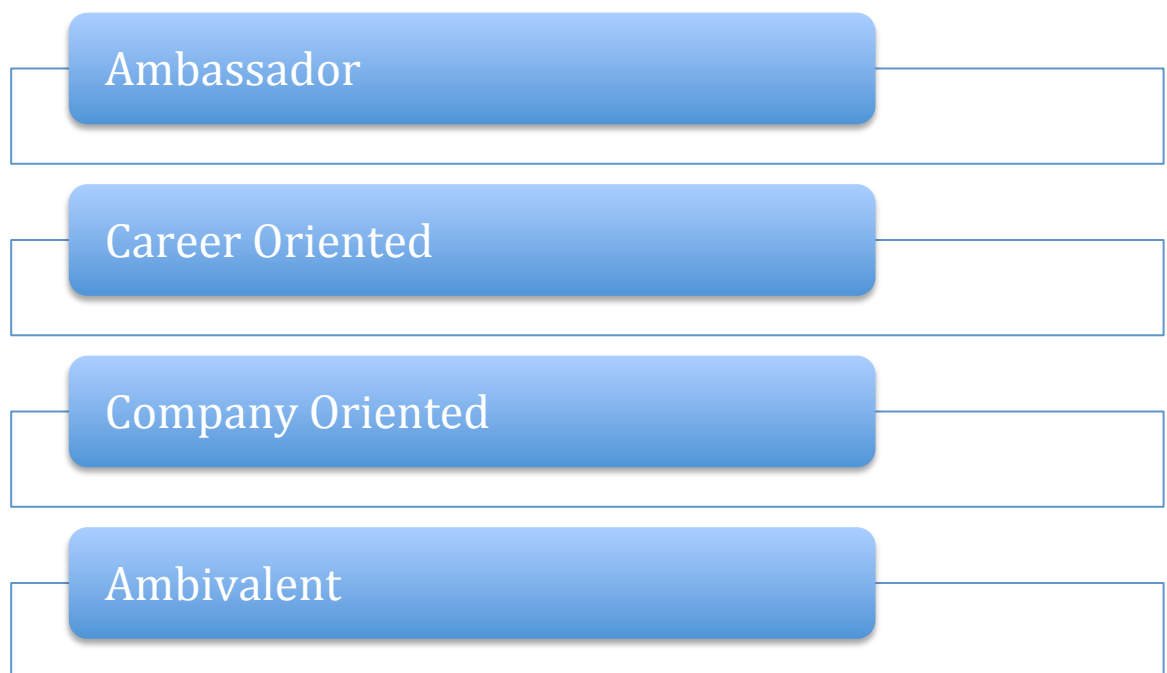 Ambassador
Career Oriented
Company Oriented
Ambivalent